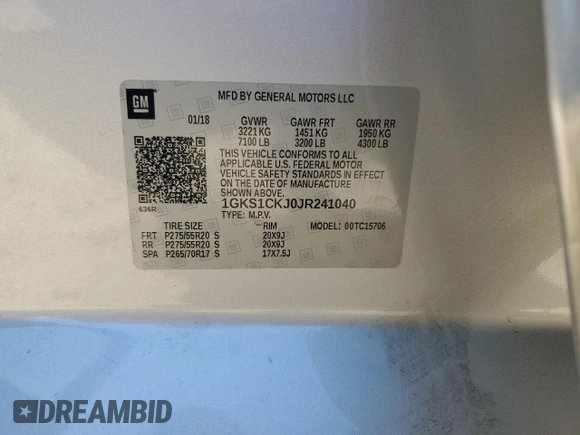 GM
MFD BY GENERAL MOTORS LLC
01/18 GVWR GAWR FRT GAWR RR
3221 KG 1451 KG 1950 KG
7100 LB 3200 LB 4300 LB
THIS VEHICLE CONFORMS TO ALL
APPLICABLE U.S. FEDERAL MOTOR
VEHICLE SAFETY STANDARDS IN EFFECT
ON THE DATE OF MANUFACTURE
SHOWN ABOVE.
1GKS1CKJ0JR241040
636R
TYPE: M.P.V.
TIRE SIZE RIM MODEL: 00TC15706
FRT P275/55R20 S 20X9J
RR P275/55R20 S 20X9J
SPA P265/70R17 S 17X7.5J
DREAMBID